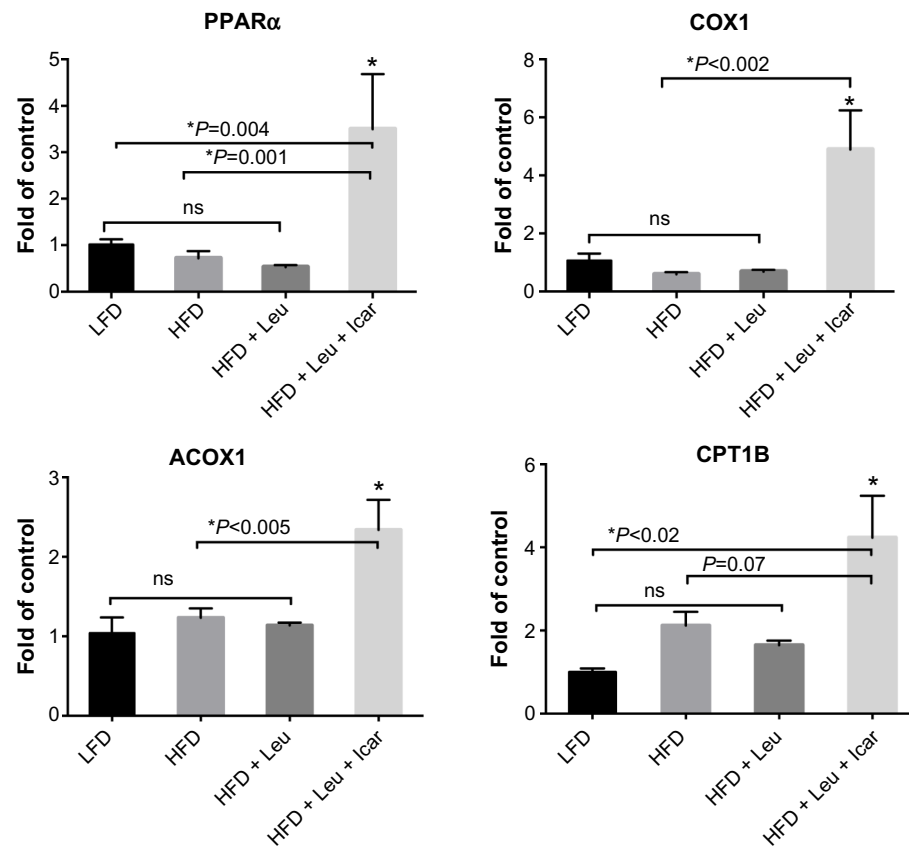 PPARα
Fold of control
5
4
3
2
1
0
*
*P=0.004
*P=0.001
ns
LFD
HFD
HFD + Leu
HFD + Leu + Icar
COX1
Fold of control
8
6
4
2
0
*P<0.002
*
ns
LFD
HFD
HFD + Leu
HFD + Leu + Icar
ACOX1
Fold of control
3
2
1
0
*
*P<0.005
ns
LFD
HFD
HFD + Leu
HFD + Leu + Icar
CPT1B
Fold of control
6
4
2
0
*
*P<0.02
P=0.07
ns
LFD
HFD
HFD + Leu
HFD + Leu + Icar